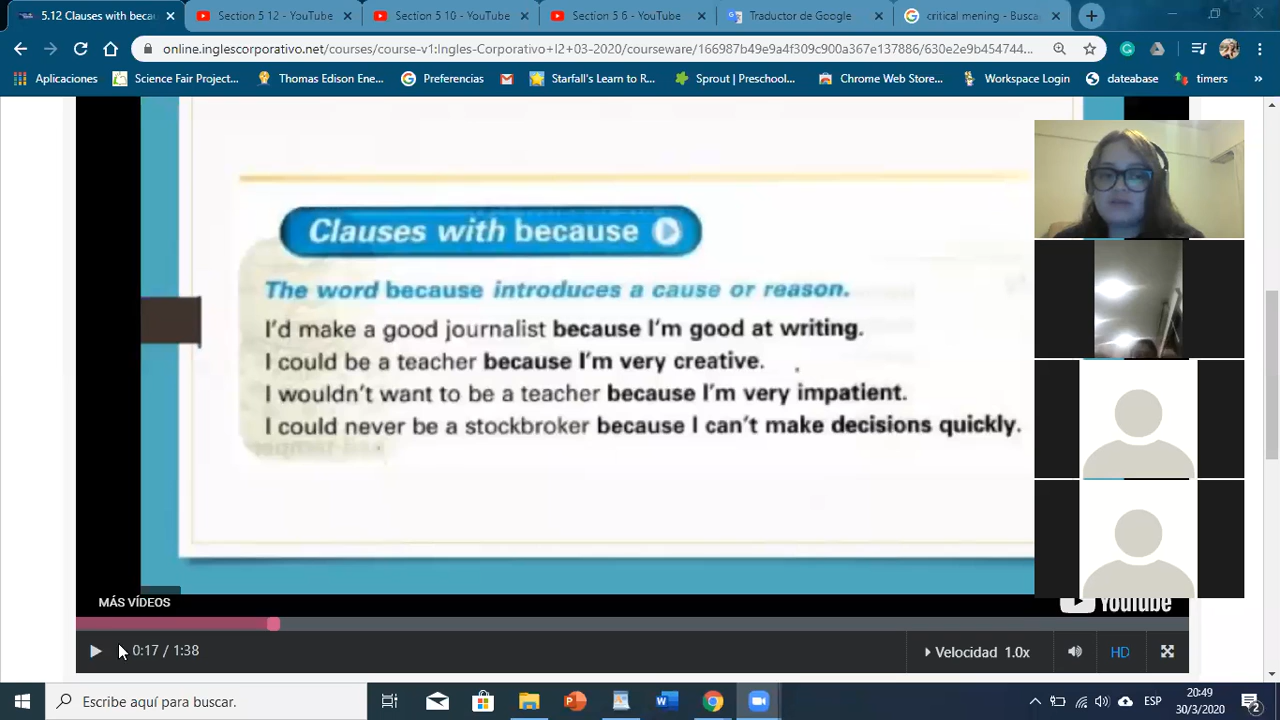 5.12 Clauses with becau
Section 5 12 - YouTube
Section 5 10 - YouTube
Section 5 6 - YouTube
Traductor de Google
critical mening - Busca
online.inglescorporativo.net/courses/course-v1:Ingles-Corporativo+I2+03-2020/courseware/166987b49e9a4f309c900a367e137886/630e2e9b454744...
Aplicaciones
Science Fair Project...
Thomas Edison Ene...
Preferencias
Starfall's Learn to R...
Sprout | Preschool...
Chrome Web Store...
Workspace Login
dateabase
timers
»
Clauses with because
The word because introduces a cause or reason.
I'd make a good journalist because I'm good at writing.
I could be a teacher because I'm very creative.
I wouldn't want to be a teacher because I'm very impatient.
I could never be a stockbroker because I can't make decisions quickly.
MÁS VÍDEOS
YouTube
0:17 / 1:38
Velocidad 1.0x
HD
Escribe aquí para buscar.
ESP
20:49
30/3/2020
2